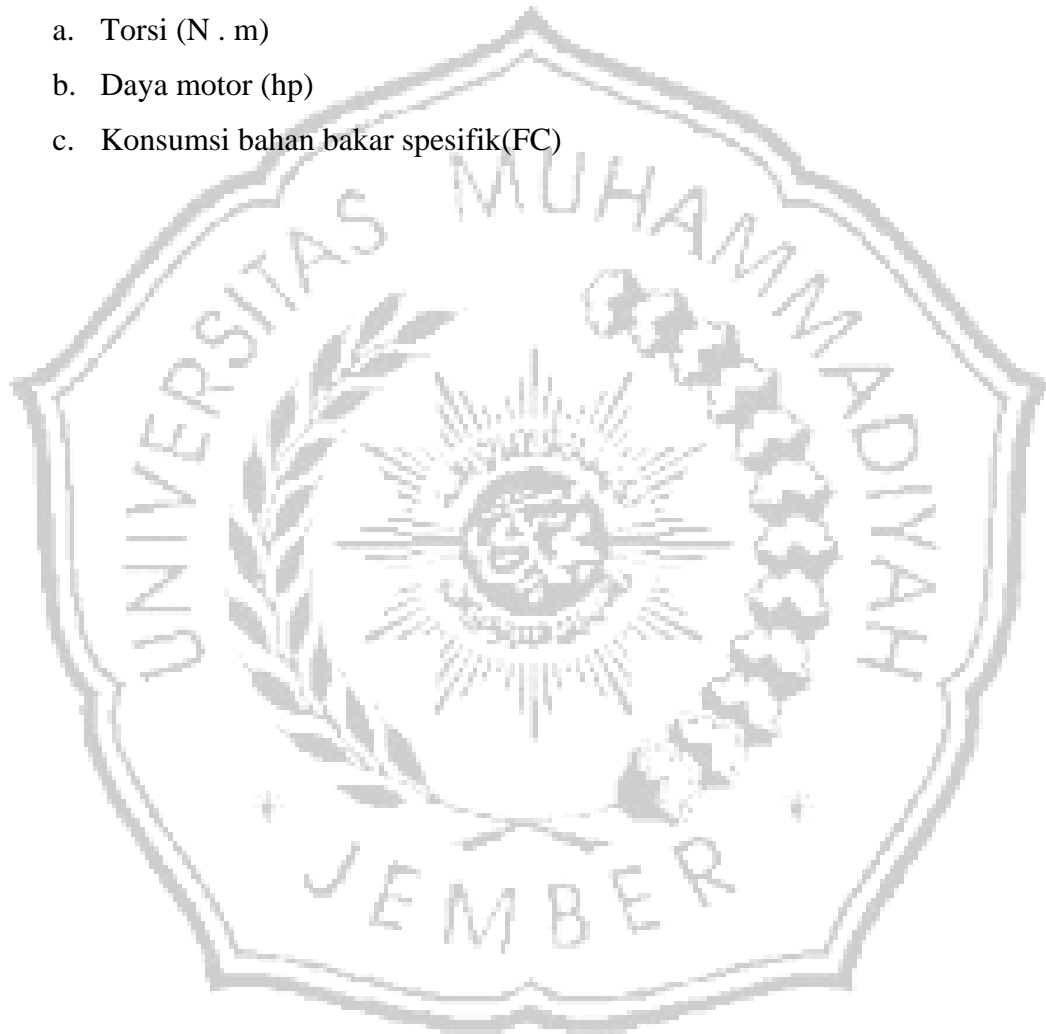 a. Torsi (N . m)
b. Daya motor (hp)
c. Konsumsi bahan bakar spesifik(FC)
UNIVERSITAS MUHAMMADIYAH
JEMBER